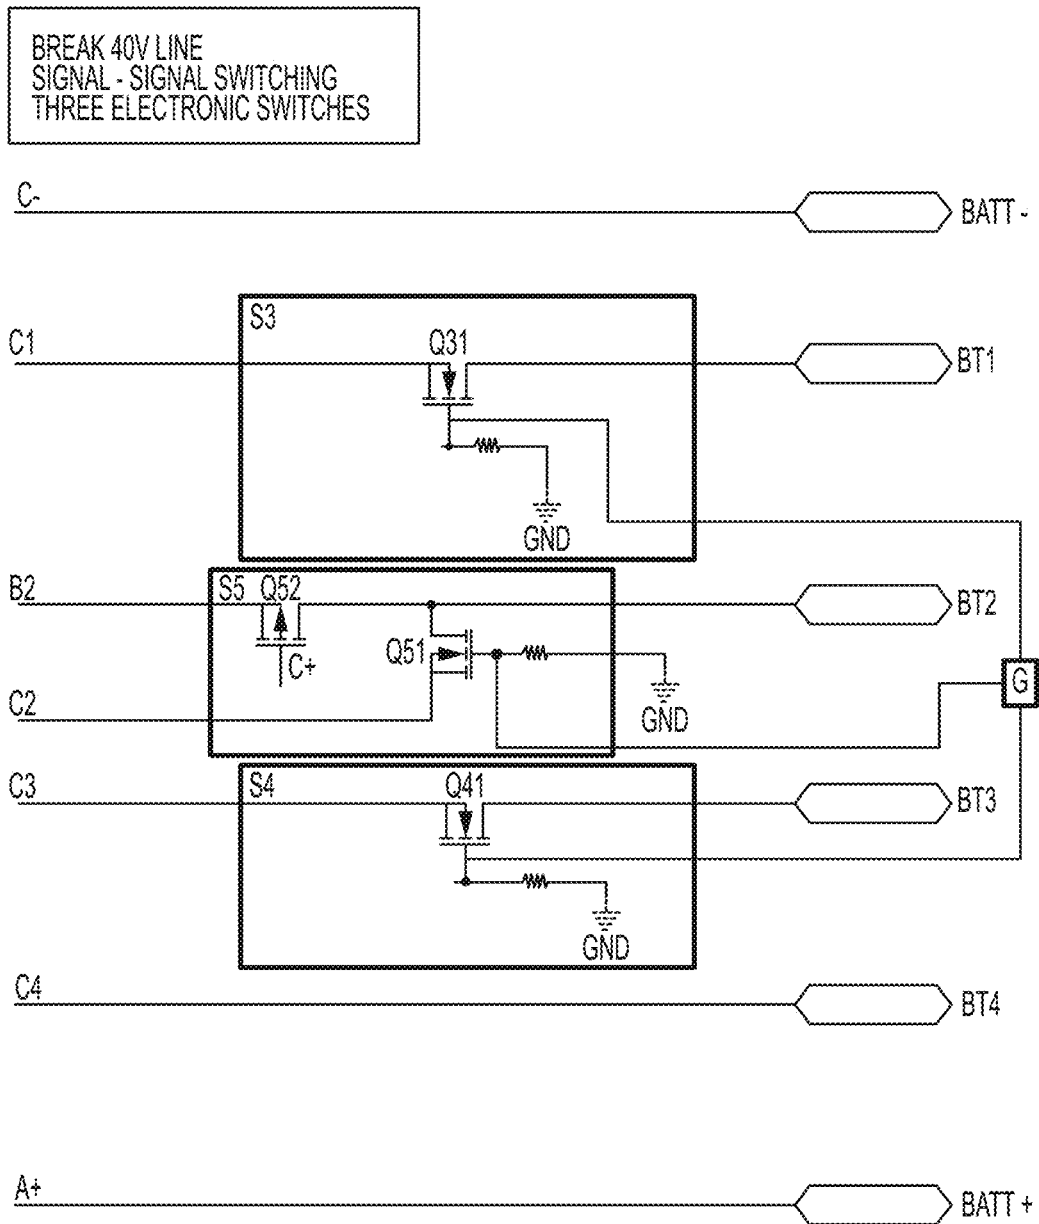 BREAK 40V LINE
SIGNAL - SIGNAL SWITCHING
THREE ELECTRONIC SWITCHES
C-
BATT -
S3
C1
Q31
BT1
GND
B2
S5 Q52
BT2
Q51
C+
G
C2
GND
C3
S4
Q41
BT3
GND
C4
BT4
A+
BATT +